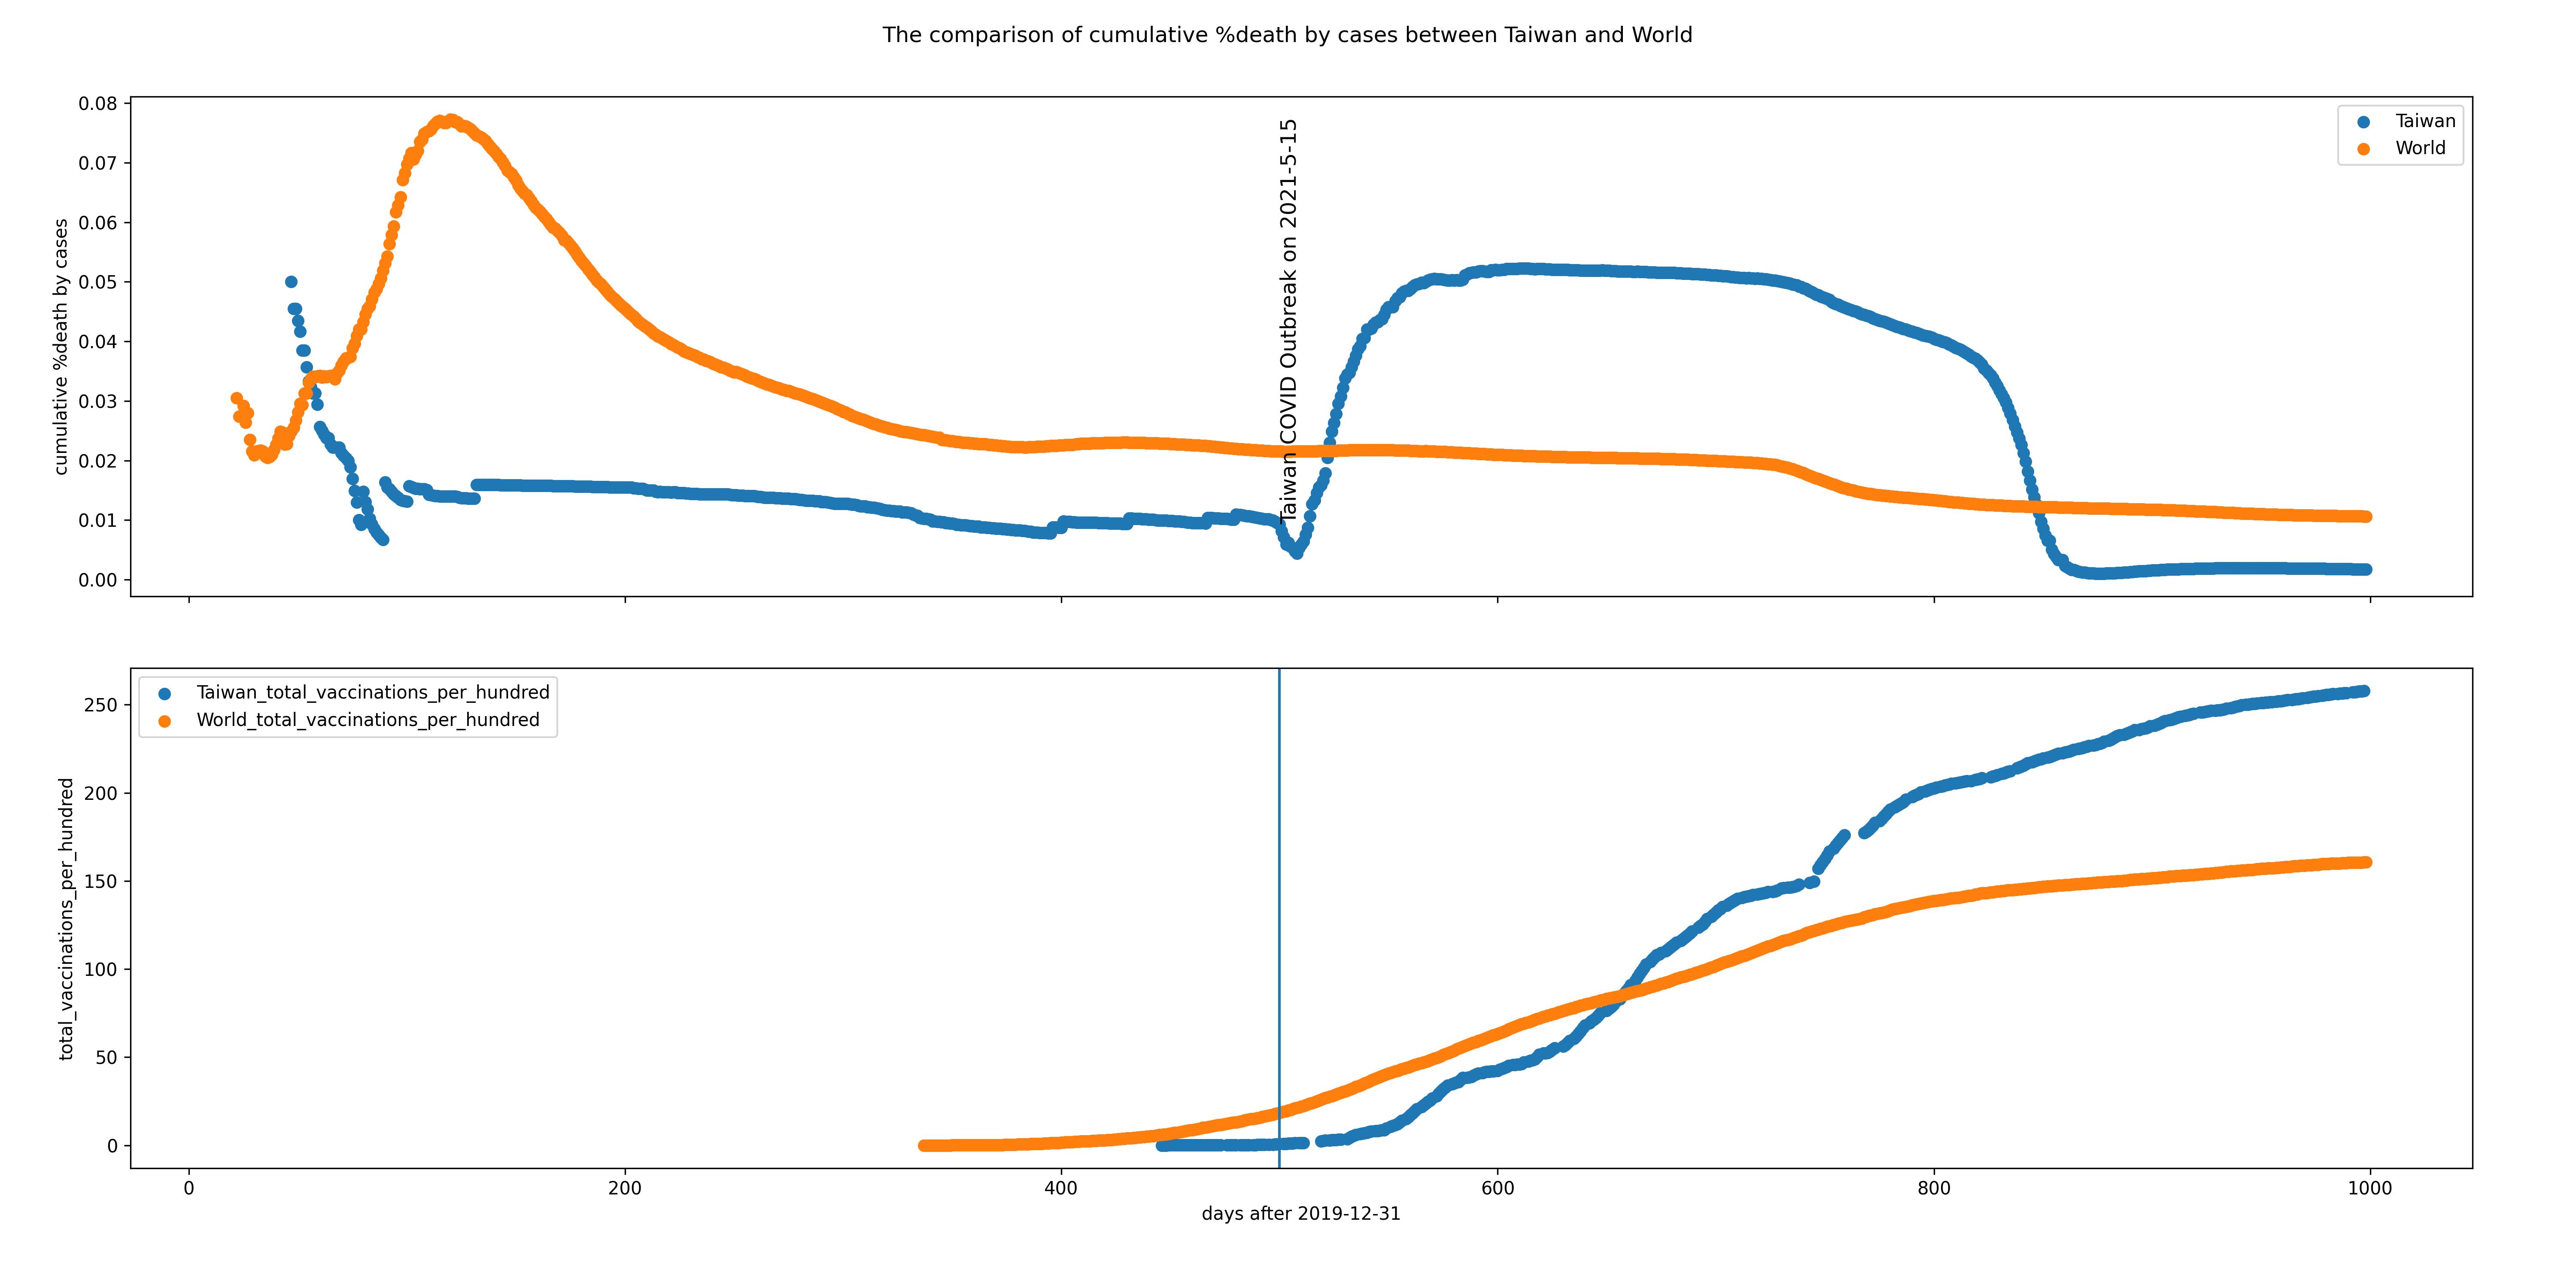 The comparison of cumulative %death by cases between Taiwan and World
cumulative %death by cases
0.08
0.07
0.06
0.05
0.04
0.03
0.02
0.01
0.00
Taiwan COVID Outbreak on 2021-5-15
Taiwan
World
total_vaccinations_per_hundred
250
200
150
100
50
0
Taiwan_total_vaccinations_per_hundred
World_total_vaccinations_per_hundred
0
200
400
600
800
1000
days after 2019-12-31